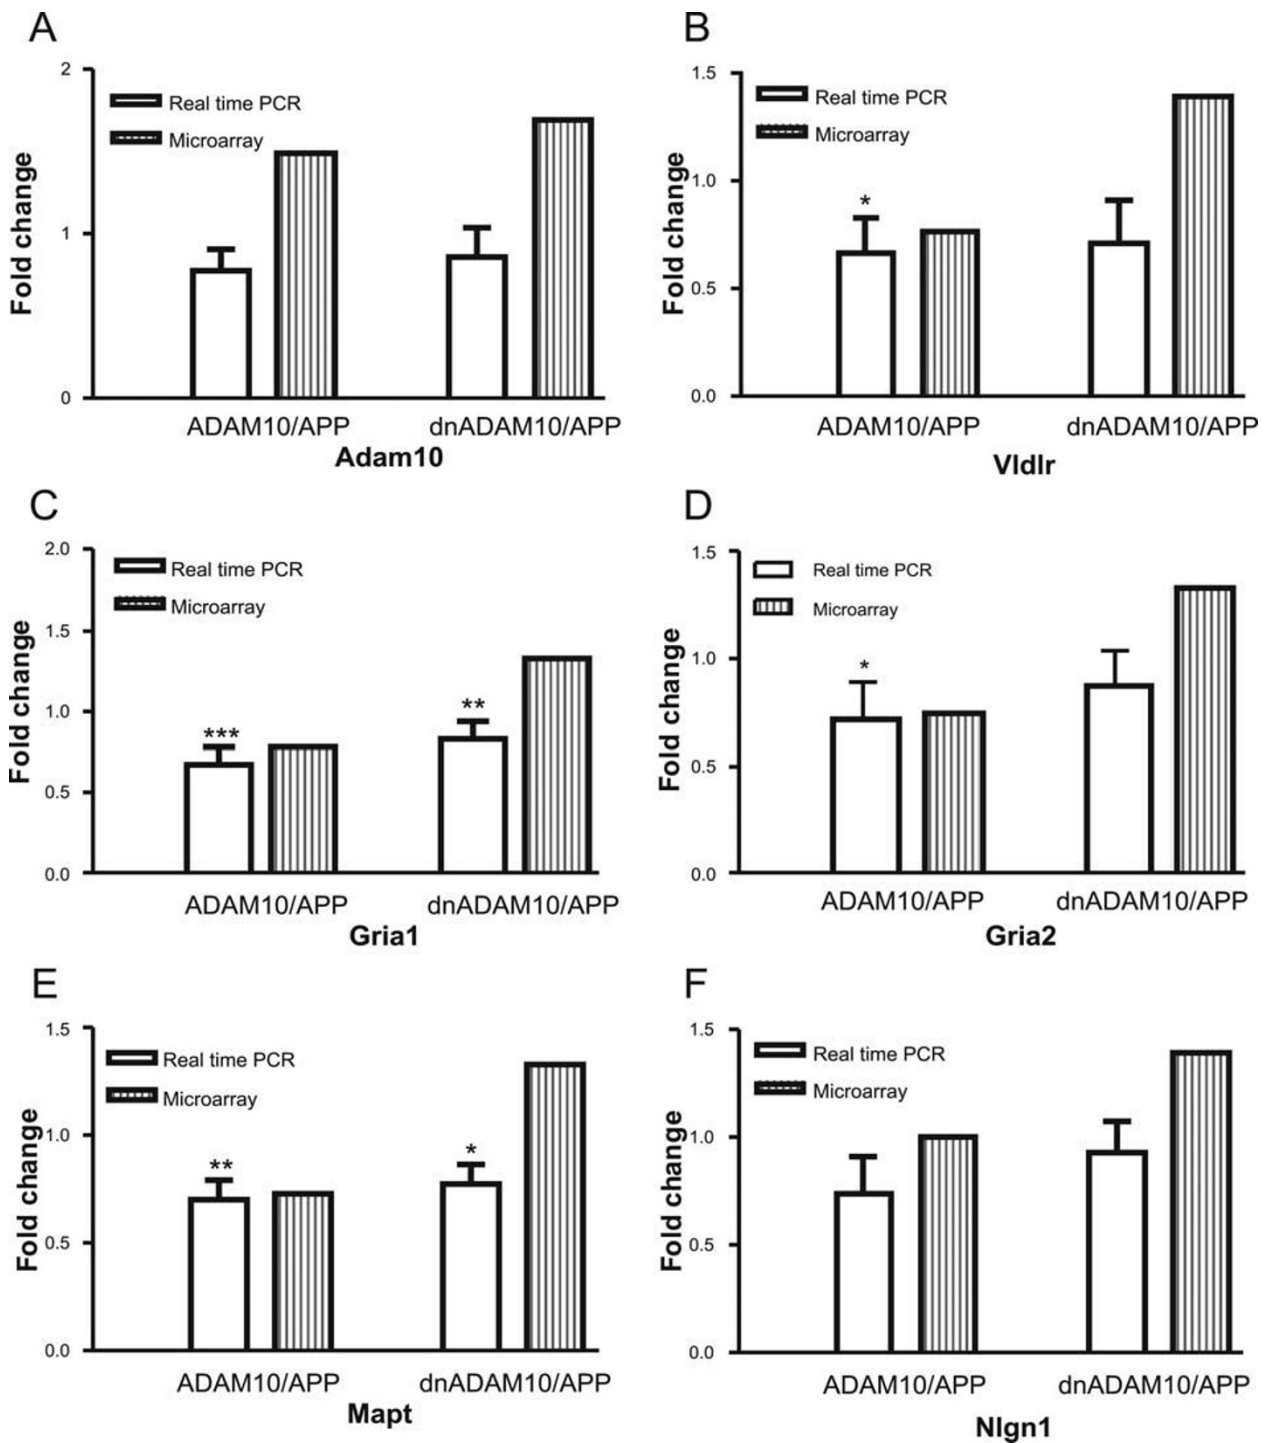 A
2
1
0
Fold change
Real time PCR
Microarray
ADAM10/APP
dnADAM10/APP
Adam10
B
1.5
1.0
0.5
0.0
Fold change
Real time PCR
Microarray
*
ADAM10/APP
dnADAM10/APP
Vldlr
C
2.0
1.5
1.0
0.5
0.0
Fold change
Real time PCR
Microarray
***
**
ADAM10/APP
dnADAM10/APP
Gria1
D
1.5
1.0
0.5
0.0
Fold change
Real time PCR
Microarray
*
ADAM10/APP
dnADAM10/APP
Gria2
E
1.5
1.0
0.5
0.0
Fold change
Real time PCR
Microarray
**
*
ADAM10/APP
dnADAM10/APP
Mapt
F
1.5
1.0
0.5
0.0
Fold change
Real time PCR
Microarray
ADAM10/APP
dnADAM10/APP
Nlgn1